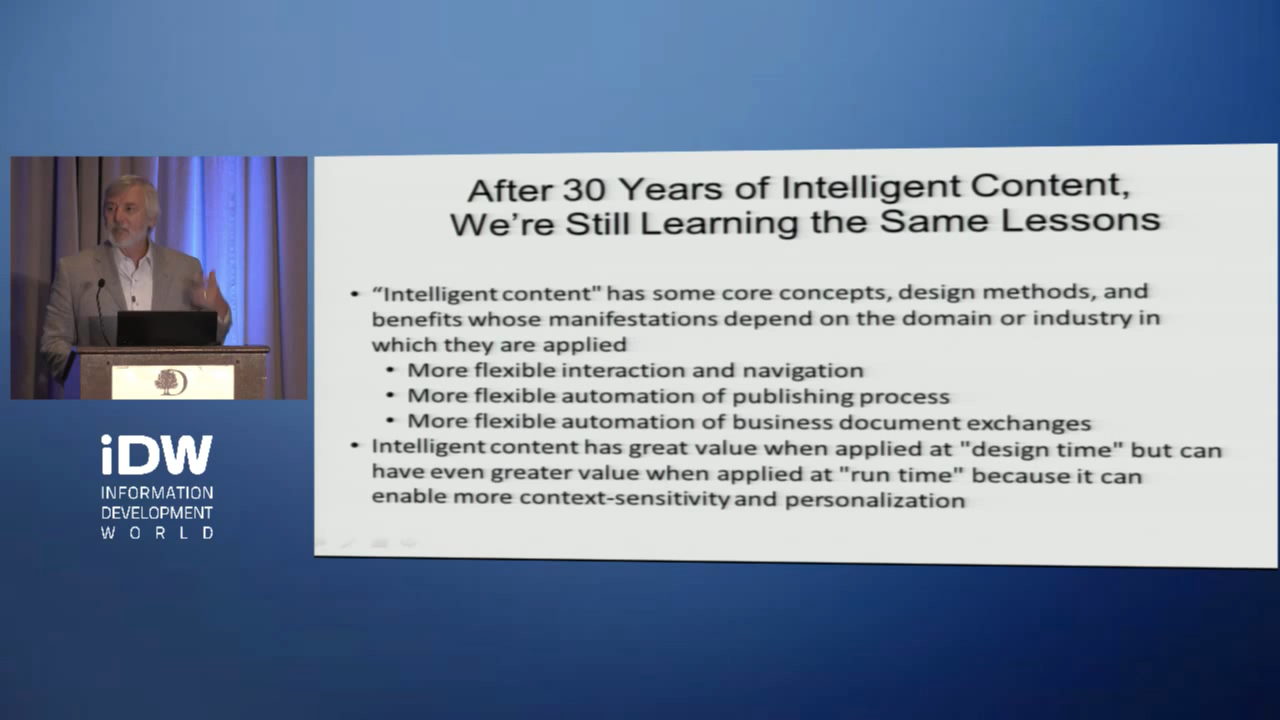 After 30 Years of Intelligent Content,
We're Still Learning the Same Lessons
• “Intelligent content" has some core concepts, design methods, and
benefits whose manifestations depend on the domain or industry in
which they are applied
• More flexible interaction and navigation
• More flexible automation of publishing process
• More flexible automation of business document exchanges
• Intelligent content has great value when applied at "design time" but can
have even greater value when applied at "run time" because it can
enable more context-sensitivity and personalization
D
iDW
INFORMATION
DEVELOPMENT
WORLD